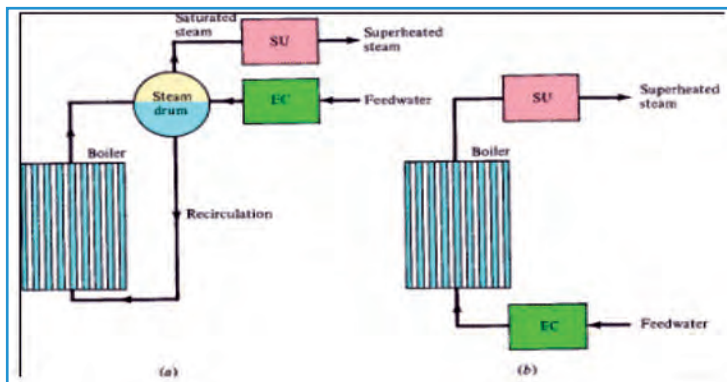 Saturated
steam
SU
Superheated
steam
Steam
drum
EC
Feedwater
Boiler
Recirculation
(a)
SU
Superheated
steam
Boiler
EC
Feedwater
(b)